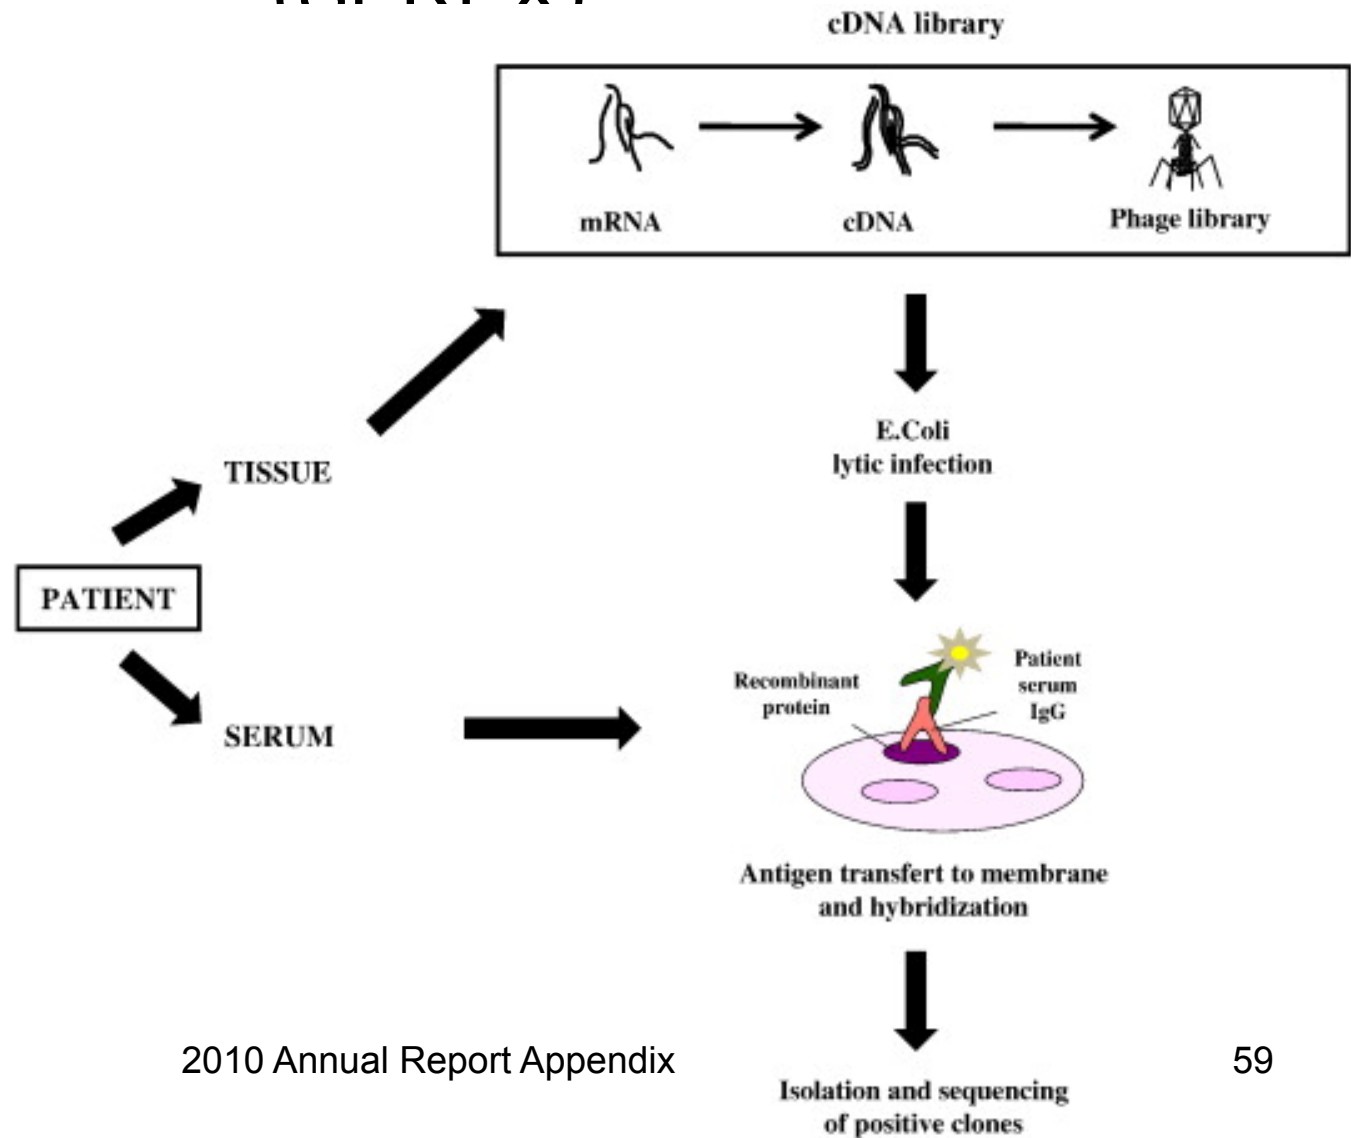 cDNA library
mRNA
cDNA
Phage library
E.Coli
lytic infection
TISSUE
PATIENT
SERUM
Recombinant
protein
Patient
serum
IgG
Antigen transfert to membrane
and hybridization
2010 Annual Report Appendix
59
Isolation and sequencing
of positive clones